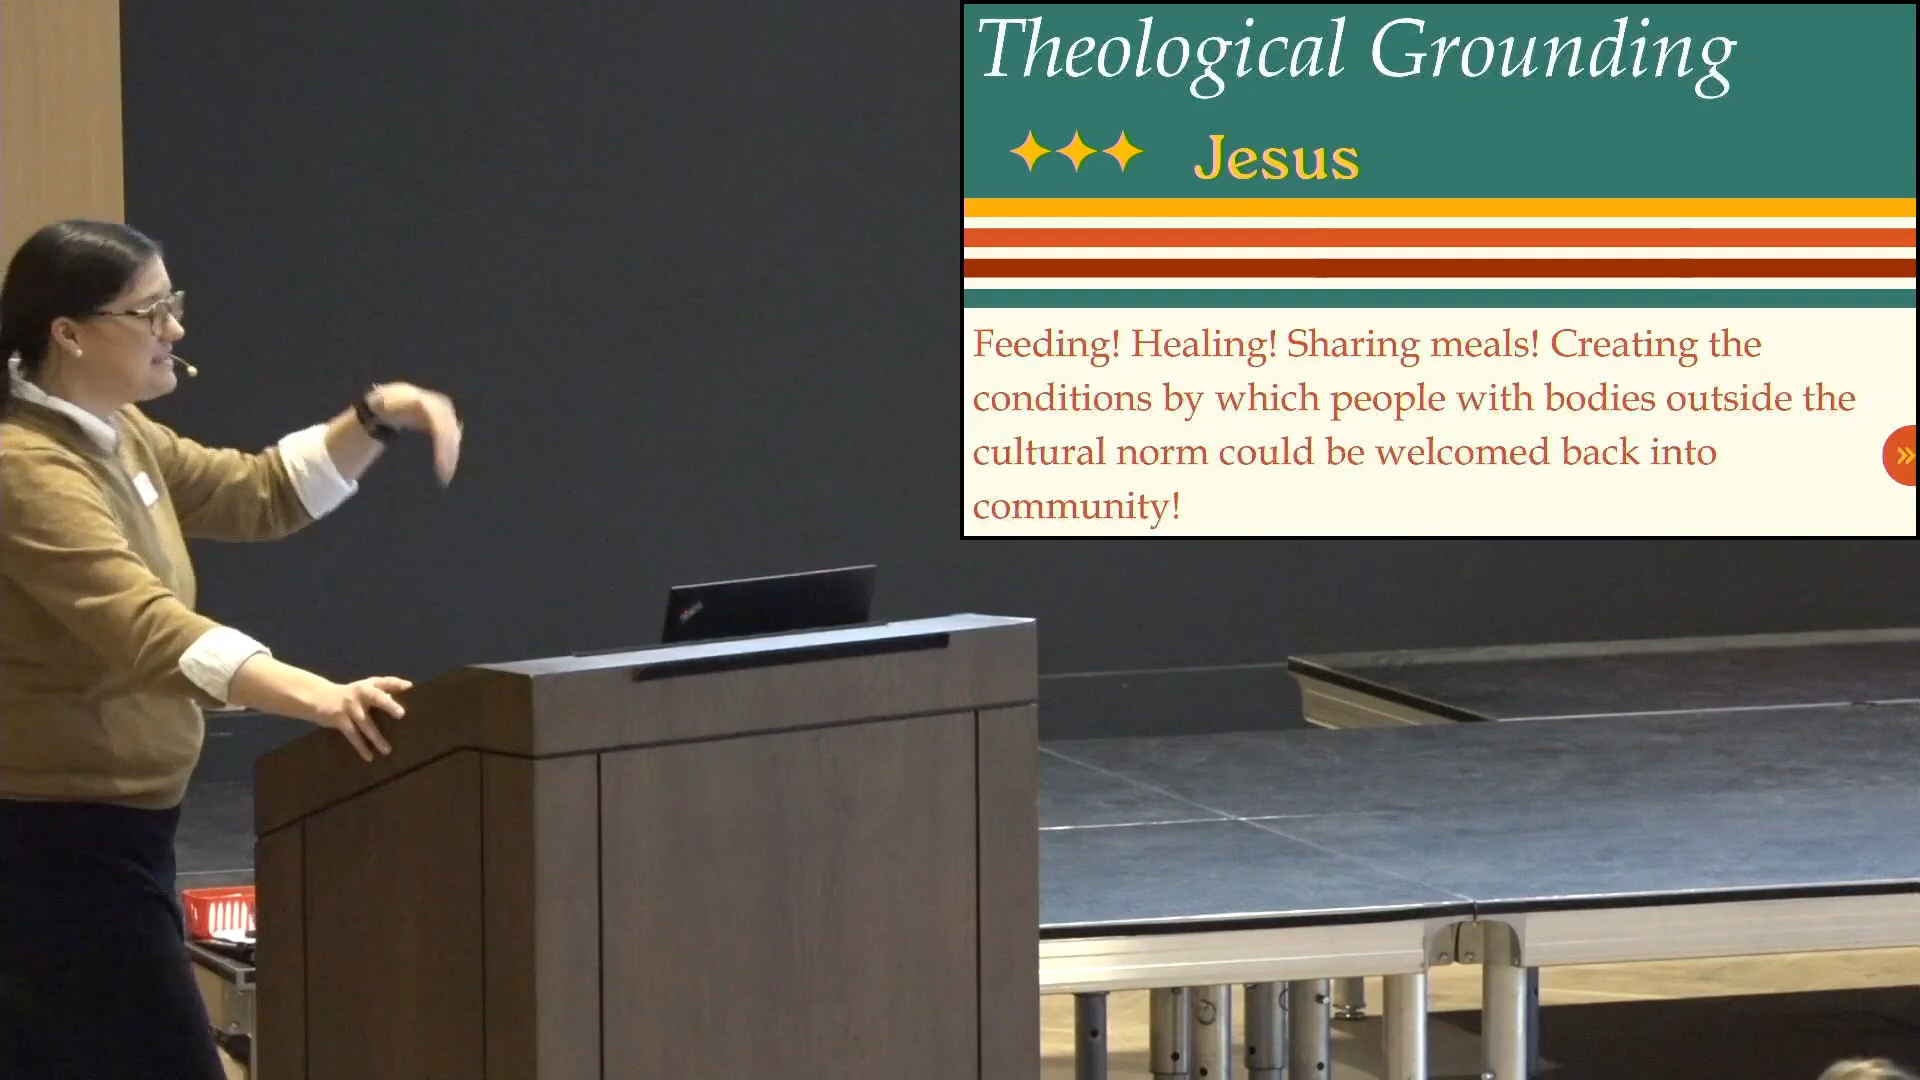 Theological Grounding
Jesus
Feeding! Healing! Sharing meals! Creating the
conditions by which people with bodies outside the
cultural norm could be welcomed back into
community!
»